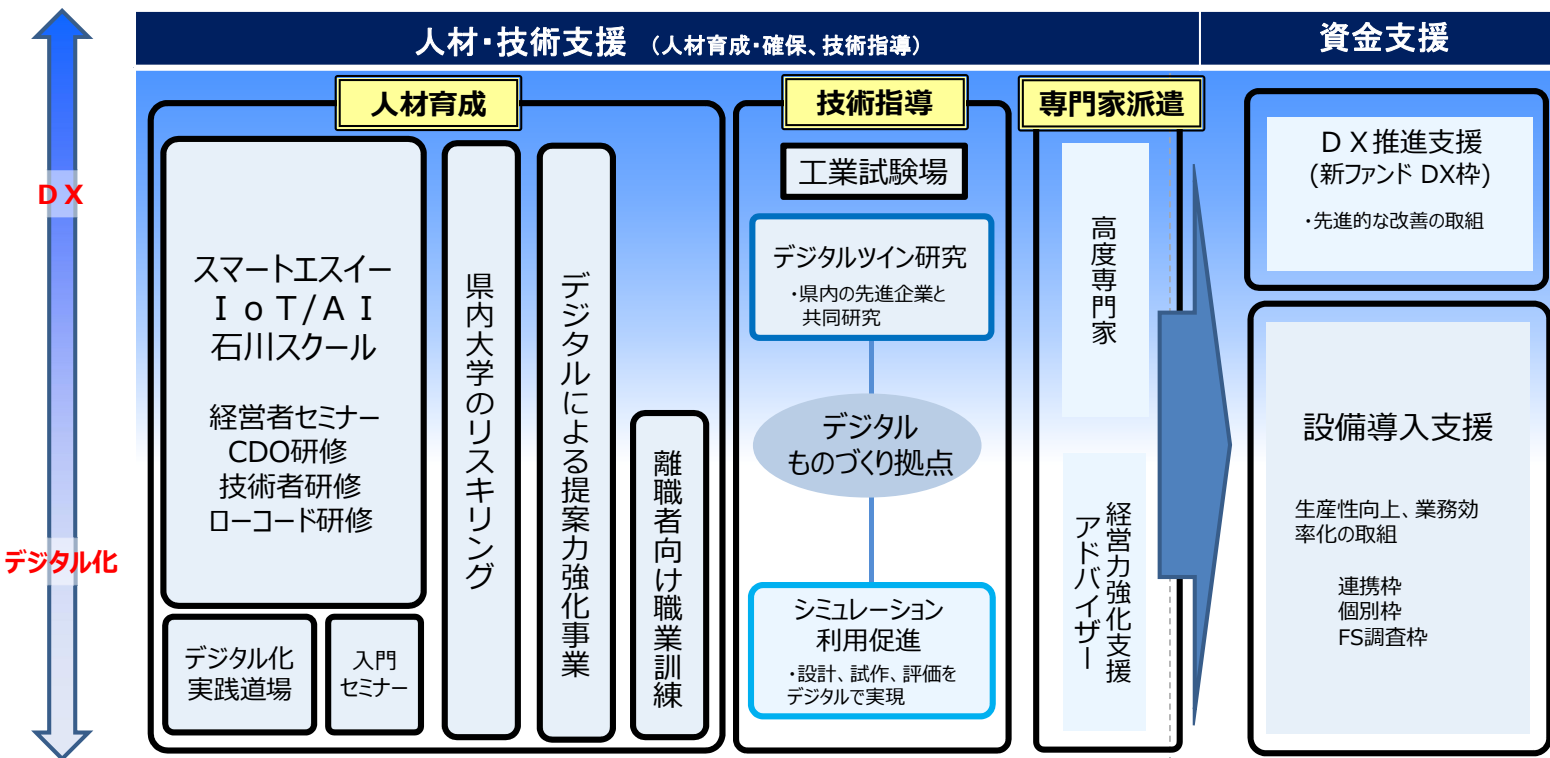 人材・技術支援 （人材育成・確保、技術指導）
資金支援
DX
デジタル化
人材育成
スマートエスイー
ＩｏＴ/ＡＩ
石川スクール
経営者セミナー
CDO研修
技術者研修
ローコード研修
デジタル化
実践道場
入門
セミナー
県内大学のリスキリング
デジタルによる提案力強化事業
離職者向け職業訓練
技術指導
工業試験場
デジタルツイン研究
・県内の先進企業と
共同研究
デジタル
ものづくり拠点
シミュレーション
利用促進
・設計、試作、評価を
デジタルで実現
専門家派遣
高度専門家
経営力強化支援
アドバイザー
ＤＸ推進支援
(新ファンド DX枠)
・先進的な改善の取組
設備導入支援
生産性向上、業務効
率化の取組
連携枠
個別枠
FS調査枠